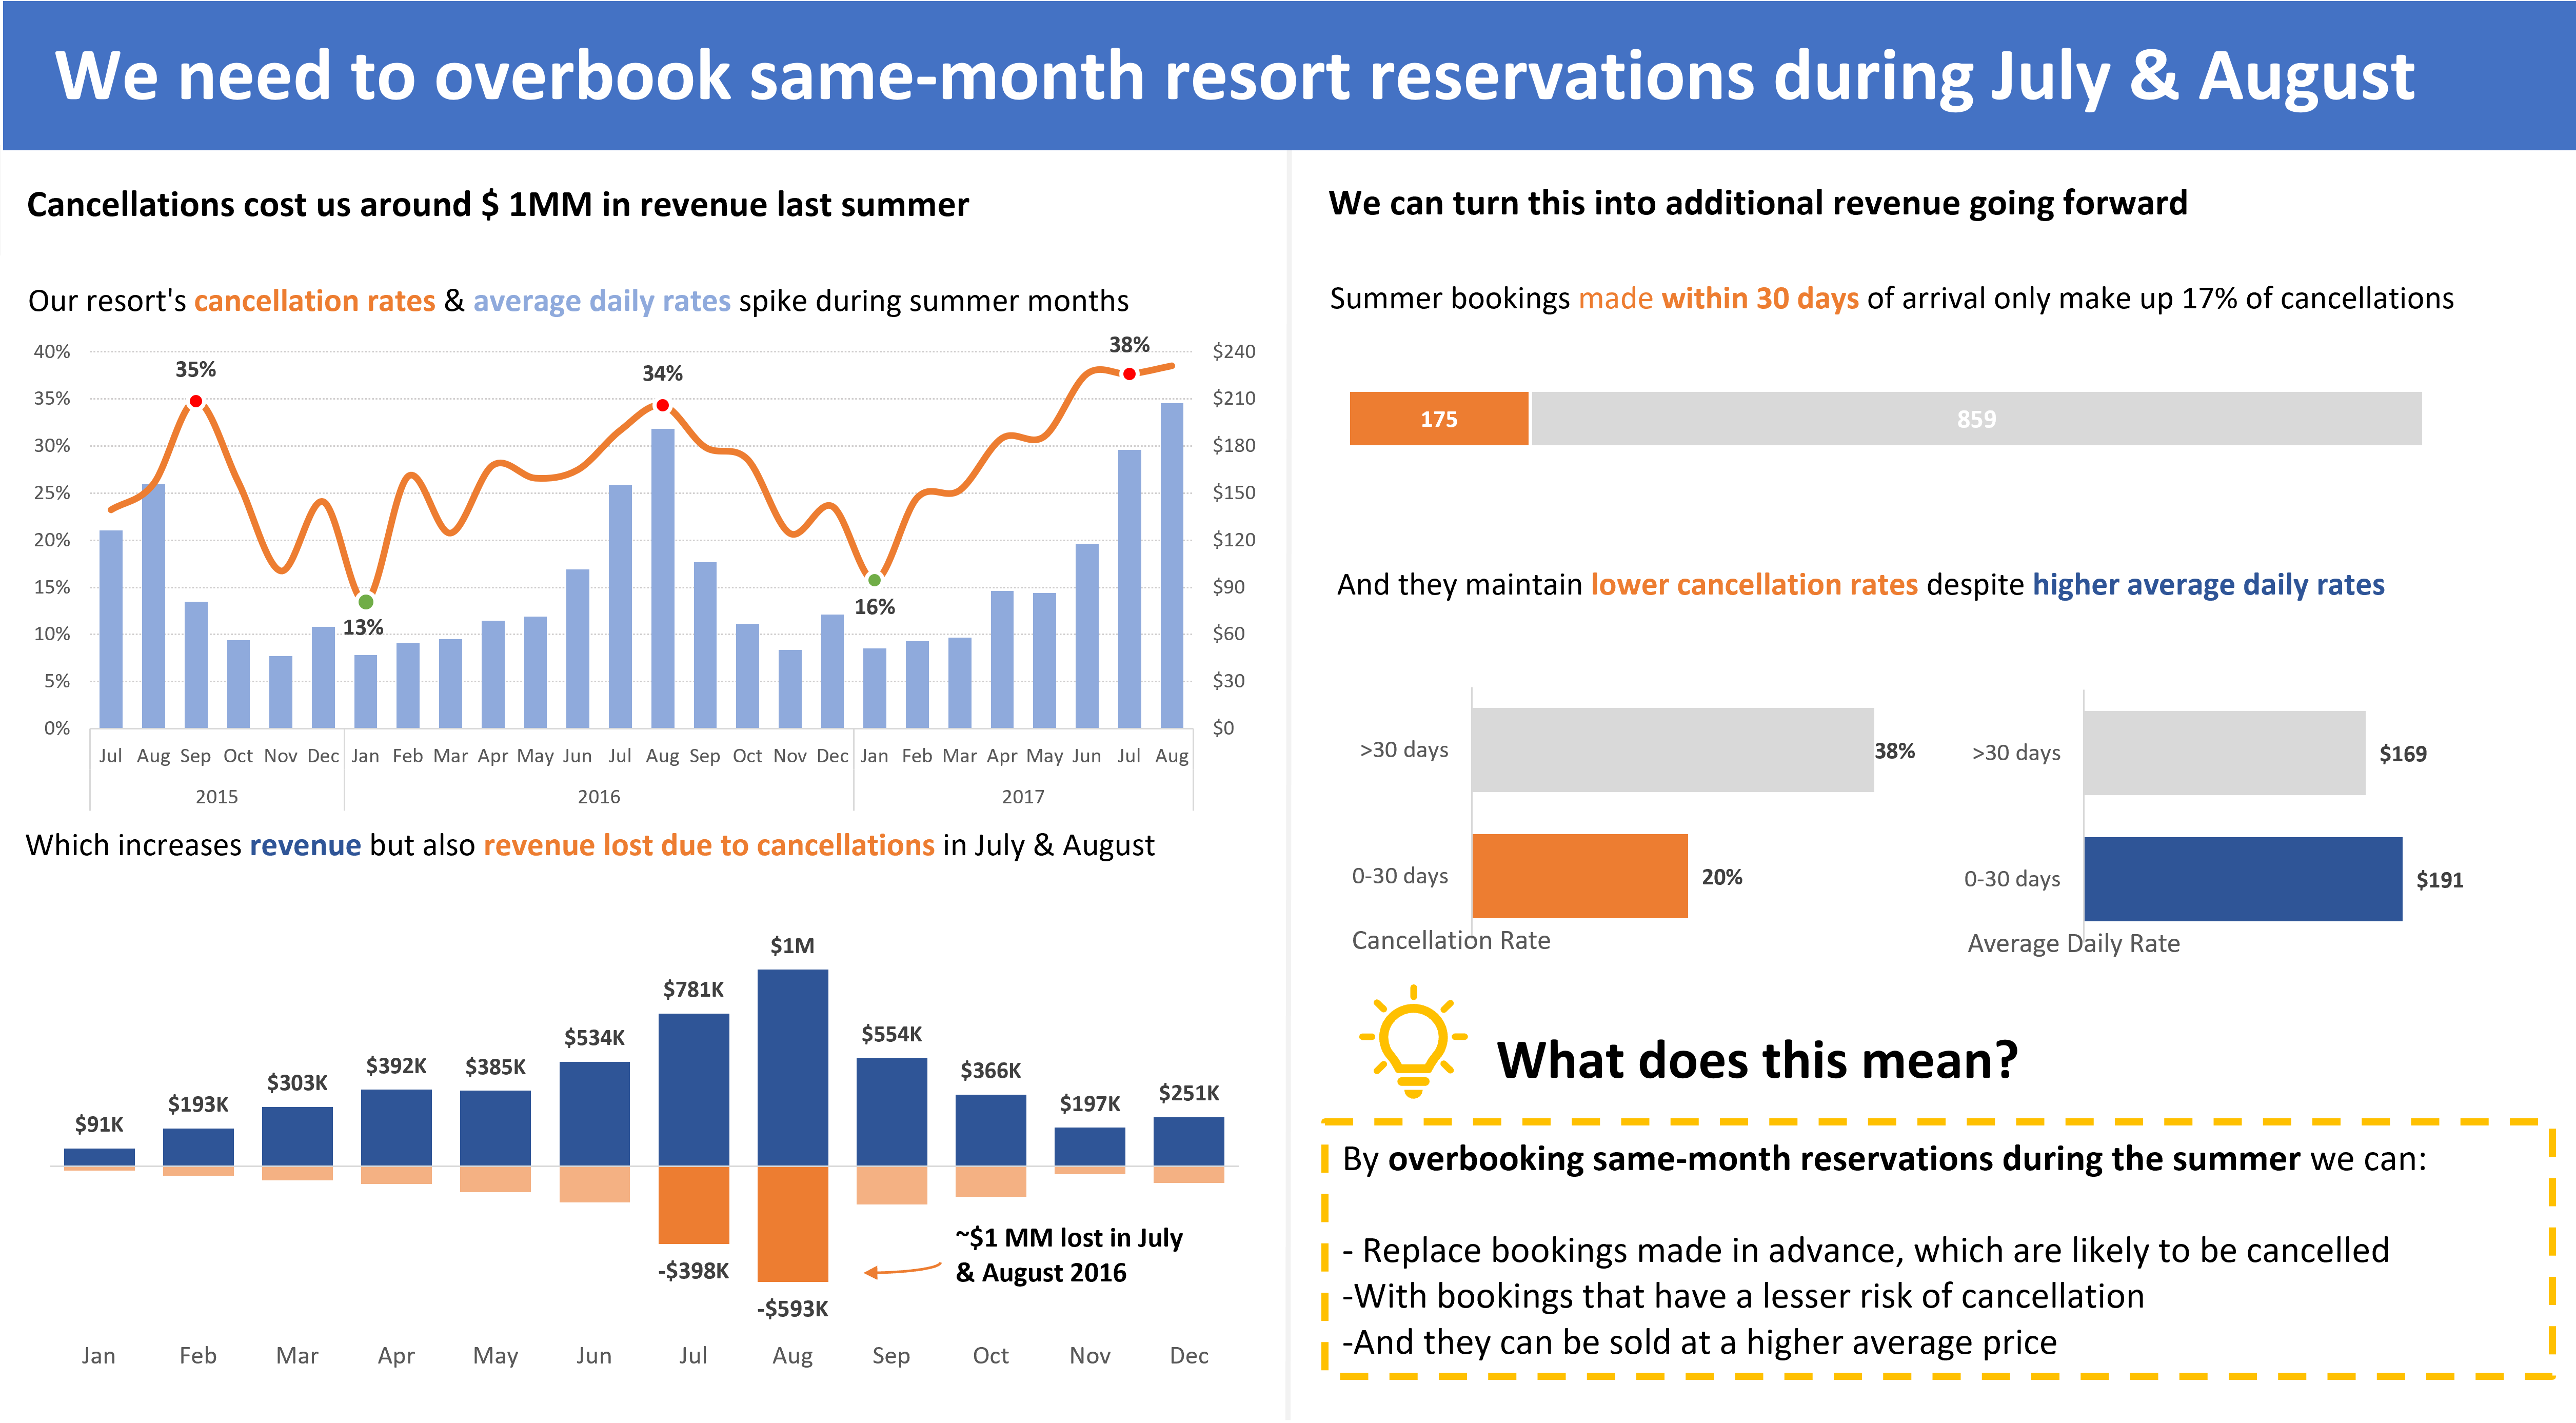 We need to overbook same-month resort reservations during July & August
Cancellations cost us around $ 1MM in revenue last summer
Our resort's cancellation rates & average daily rates spike during summer months
40%
35%
30%
25%
20%
15%
10%
5%
0%
35%
13%
34%
16%
38%
$240
$210
$180
$150
$120
$90
$60
$30
$0
Jul Aug Sep Oct Nov Dec Jan Feb Mar Apr May Jun Jul Aug Sep Oct Nov Dec Jan Feb Mar Apr May Jun Jul Aug
2015 2016 2017
Which increases revenue but also revenue lost due to cancellations in July & August
$91K $193K $303K $392K $385K $534K $781K $1M $554K $366K $197K $251K
-$398K
-$593K
~$1 MM lost in July
& August 2016
Jan Feb Mar Apr May Jun Jul Aug Sep Oct Nov Dec
We can turn this into additional revenue going forward
Summer bookings made within 30 days of arrival only make up 17% of cancellations
175 859
And they maintain lower cancellation rates despite higher average daily rates
>30 days 38%
0-30 days 20%
Cancellation Rate
>30 days $169
0-30 days $191
Average Daily Rate
What does this mean?
By overbooking same-month reservations during the summer we can:
- Replace bookings made in advance, which are likely to be cancelled
-With bookings that have a lesser risk of cancellation
-And they can be sold at a higher average price